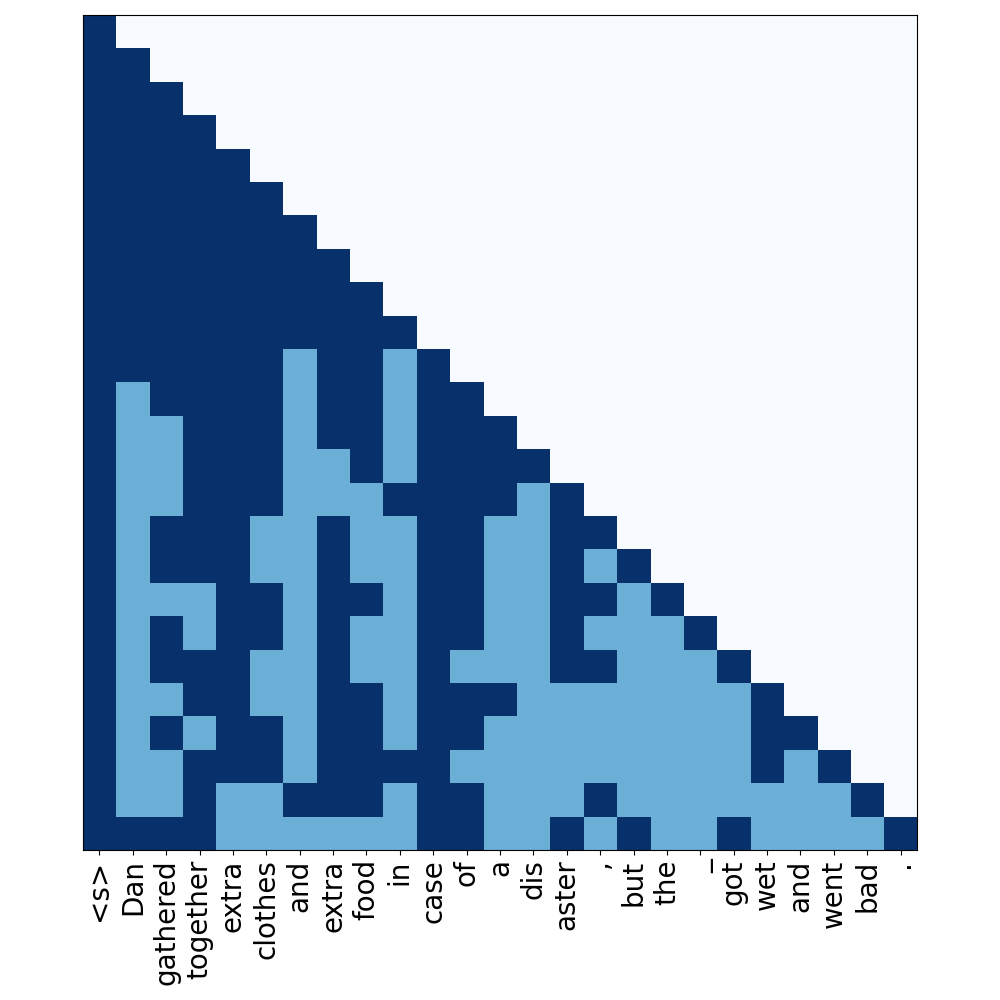 <s>
Dan
gathered
together
extra
clothes
and
extra
food
in
case
of
a
dis
aster
,
but
the
_
got
wet
and
went
bad
.